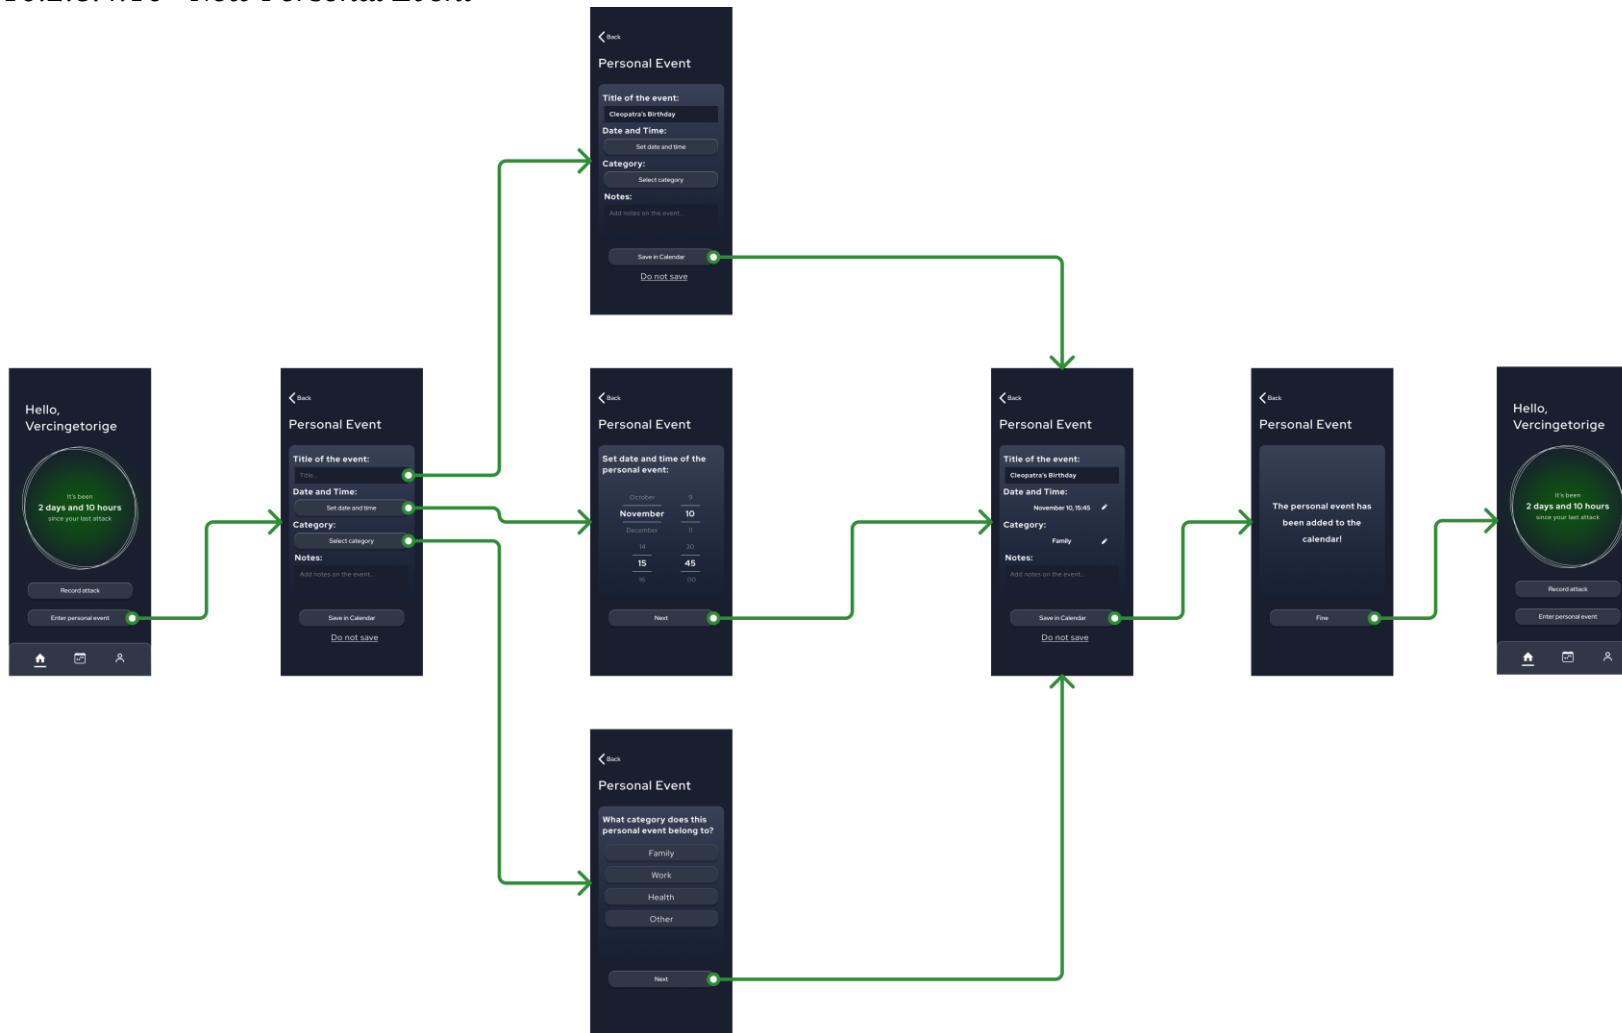 Back
Personal Event
Title of the event:
Cleopatra's Birthday
Date and Time:
Set date and time
Category:
Select category
Notes:
Add notes on the event...
Save in Calendar
Do not save
Hello,
Vercingetorige
It's been
2 days and 10 hours
since your last attack
Record attack
Enter personal event
Back
Personal Event
Title of the event:
Title...
Date and Time:
Set date and time
Category:
Select category
Notes:
Add notes on the event...
Save in Calendar
Do not save
Back
Personal Event
Set date and time of the
personal event:
October 9
November 10
December 11
14 30
15 45
16 00
Next
Back
Personal Event
What category does this
personal event belong to?
Family
Work
Health
Other
Next
Back
Personal Event
Title of the event:
Cleopatra's Birthday
Date and Time:
November 10, 15:45
Category:
Family
Notes:
Add notes on the event...
Save in Calendar
Do not save
Back
Personal Event
The personal event has
been added to the
calendar!
Fine
Hello,
Vercingetorige
It's been
2 days and 10 hours
since your last attack
Record attack
Enter personal event